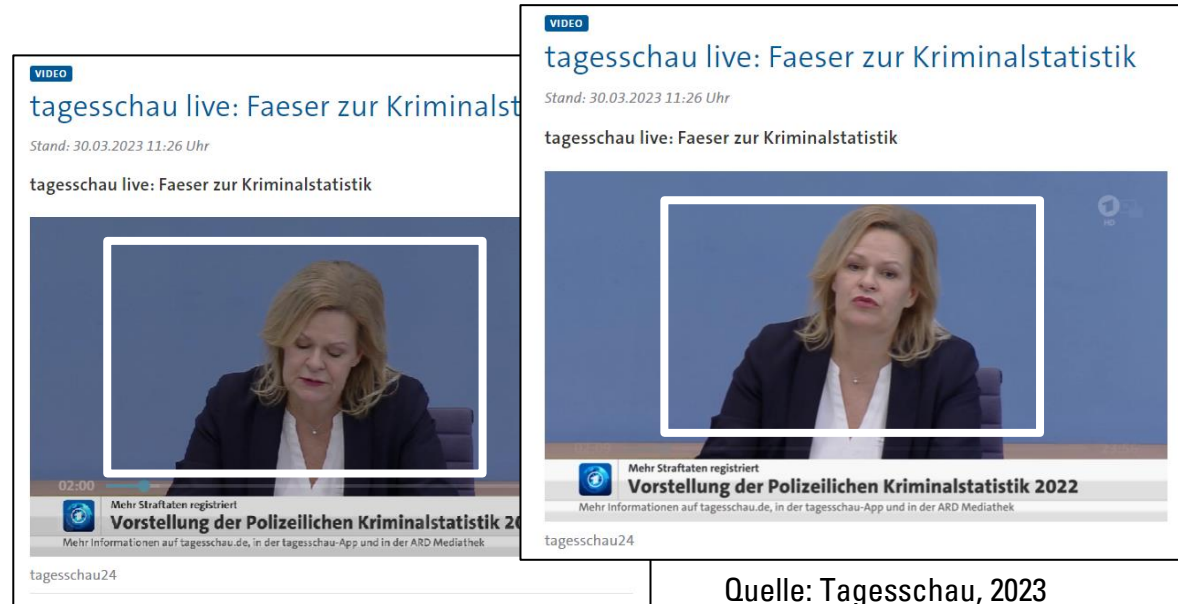 VIDEO
tagesschau live: Faeser zur Kriminalst
Stand: 30.03.2023 11:26 Uhr
tagesschau live: Faeser zur Kriminalstatistik
02:00
Mehr Straftaten registriert
Vorstellung der Polizeilichen Kriminalstatistik 20
Mehr Informationen auf tagesschau.de, in der tagesschau-App und in der ARD Mediathek
tagesschau24
VIDEO
tagesschau live: Faeser zur Kriminalstatistik
Stand: 30.03.2023 11:26 Uhr
tagesschau live: Faeser zur Kriminalstatistik
HD
Mehr Straftaten registriert
Vorstellung der Polizeilichen Kriminalstatistik 2022
Mehr Informationen auf tagesschau.de, in der tagesschau-App und in der ARD Mediathek
tagesschau24
Quelle: Tagesschau, 2023